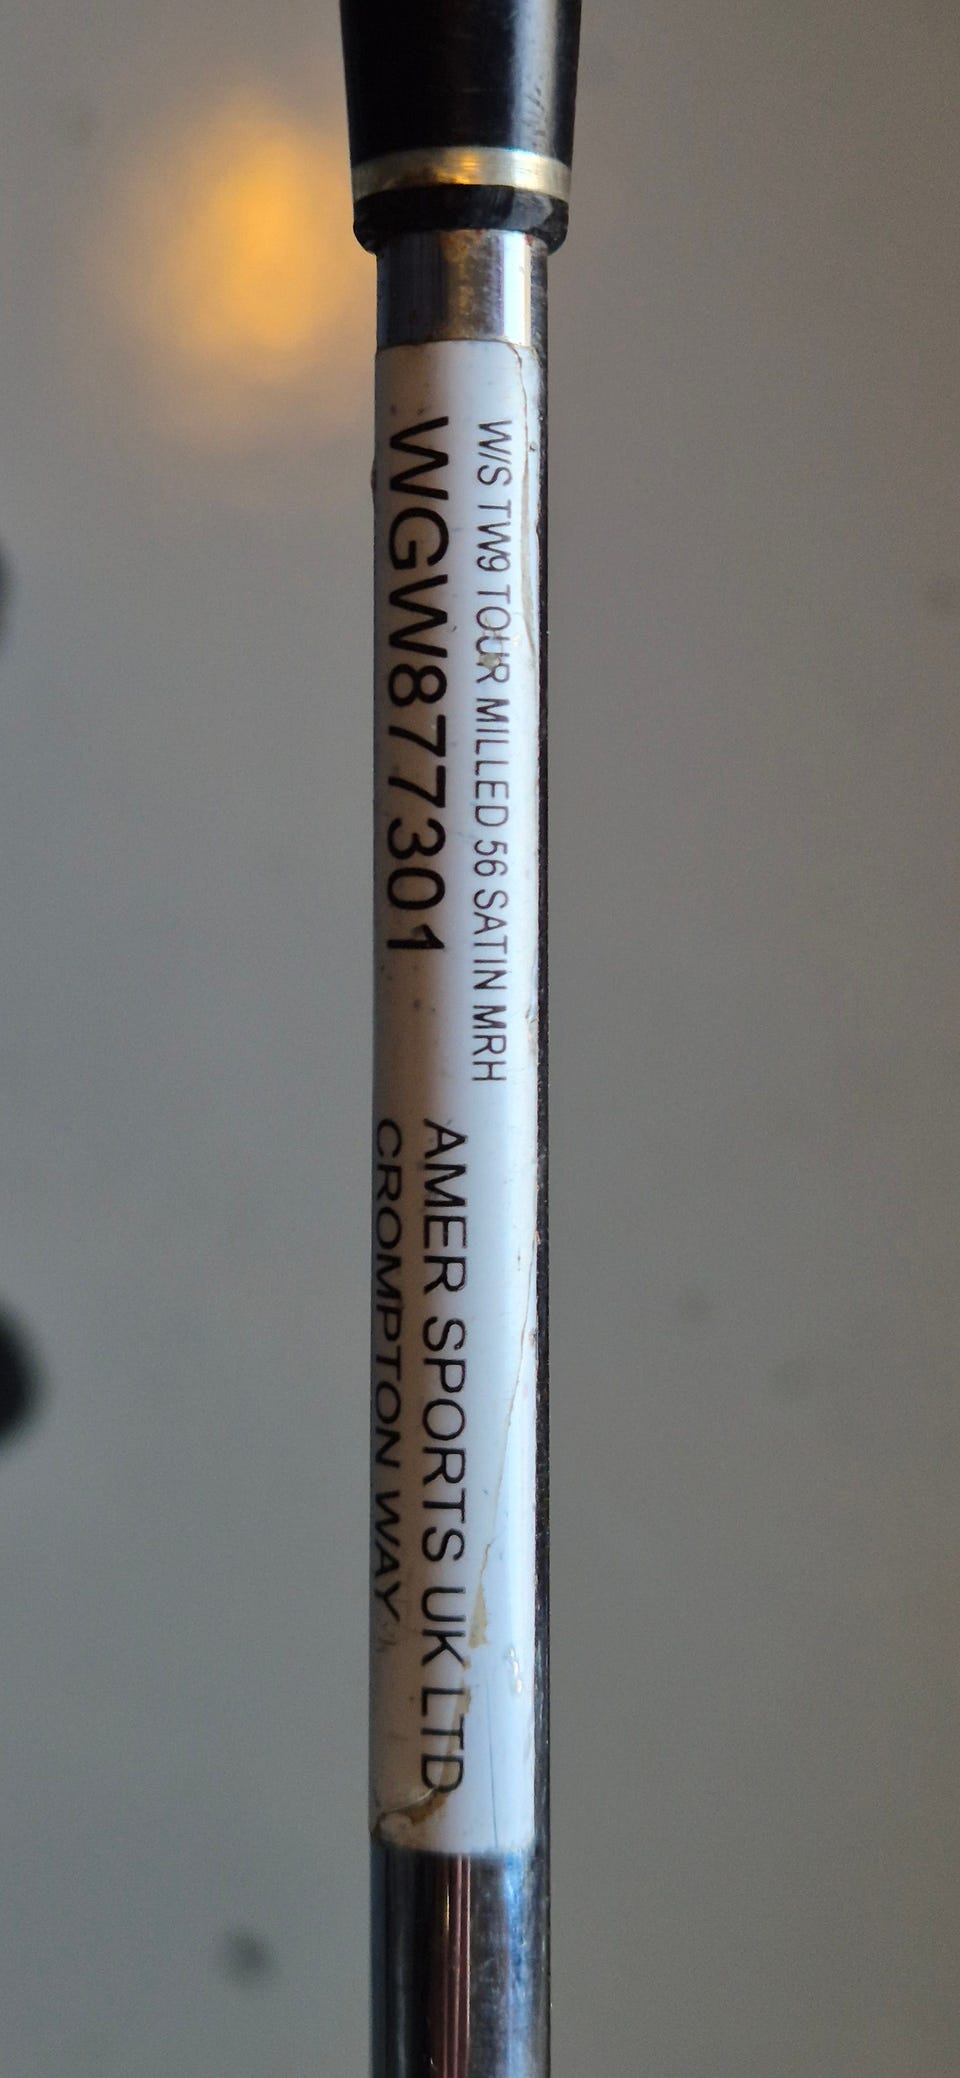 W/S TW9 TOUR MILLED 56 SATIN MRH
WGW877301
AMER SPORTS UK LTD
CROMPTON WAY